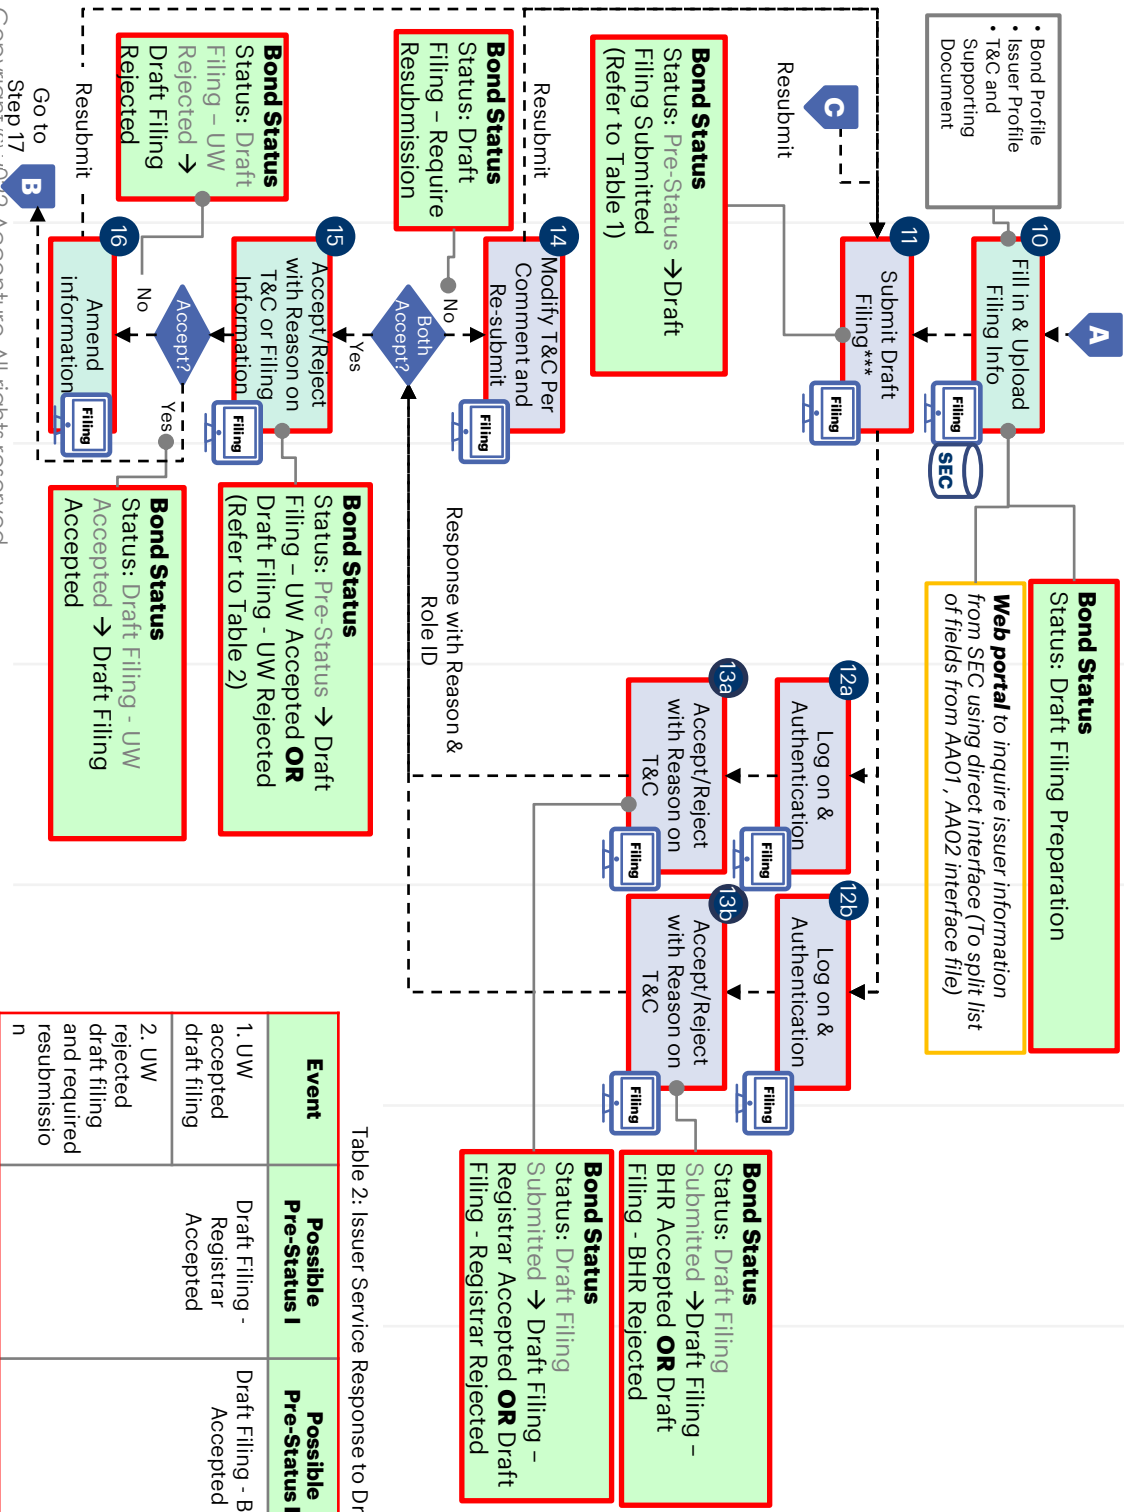 • Bond Profile
• Issuer Profile
• T&C and
Supporting
Document
A
10
Fill in & Upload
Filing Info
Filing
SEC
Bond Status
Status: Draft Filing Preparation
Web portal to inquire issuer information
from SEC using direct interface (To split list
of fields from AA01 , AA02 interface file)
C
Resubmit
11
Submit Draft
Filing***
Filing
Bond Status
Status: Pre-Status →Draft
Filing Submitted
(Refer to Table 1)
12a
Log on &
Authentication
Filing
12b
Log on &
Authentication
Filing
13a
Accept/Reject
with Reason on
T&C
Filing
13b
Accept/Reject
with Reason on
T&C
Filing
Bond Status
Status: Draft Filing
Submitted →Draft Filing –
BHR Accepted OR Draft
Filing - BHR Rejected
Bond Status
Status: Draft Filing
Submitted → Draft Filing –
Registrar Accepted OR Draft
Filing - Registrar Rejected
Resubmit
14
Modify T&C Per
Comment and
Re-submit
Filing
Response with Reason &
Role ID
Bond Status
Status: Draft
Filing – Require
Resubmission
No
Both
Accept?
Yes
15
Accept/Reject
with Reason on
T&C or Filing
Information
Filing
Bond Status
Status: Pre-Status → Draft
Filing – UW Accepted OR
Draft Filing - UW Rejected
(Refer to Table 2)
Bond Status
Status: Draft
Filing – UW
Rejected →
Draft Filing
Rejected
Accept?
No
Yes
Bond Status
Status: Draft Filing - UW
Accepted → Draft Filing
Accepted
Resubmit
16
Amend
information
Filing
Go to
Step 17
B
Table 2: Issuer Service Response to Dr
Event
Possible
Pre-Status I
Possible
Pre-Status
1. UW
accepted
draft filing
Draft Filing -
Registrar
Accepted
Draft Filing - B
Accepted
2. UW
rejected
draft filing
and required
resubmissio
n
Accenture. All rights reserved.